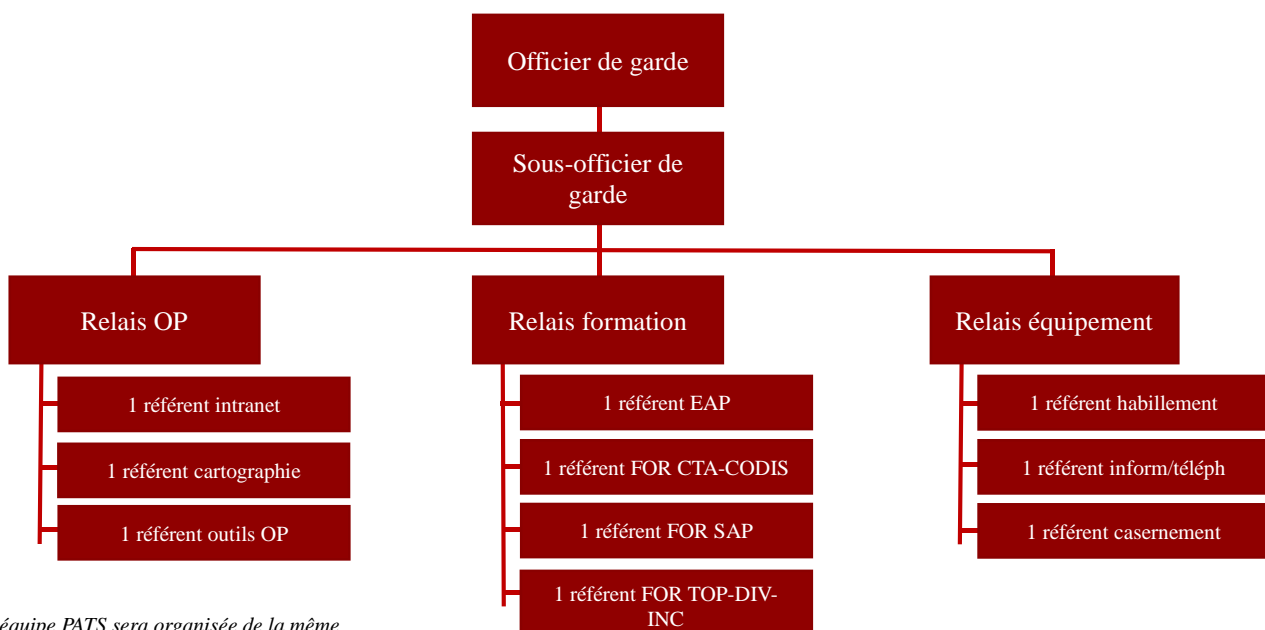 Officier de garde
Sous-officier de
garde
Relais OP
1 référent intranet
1 référent cartographie
1 référent outils OP
Relais formation
1 référent EAP
1 référent FOR CTA-CODIS
1 référent FOR SAP
1 référent FOR TOP-DIV-
INC
Relais équipement
1 référent habillement
1 référent inform/téléph
1 référent casernement
équipe PATS sera organisée de la même